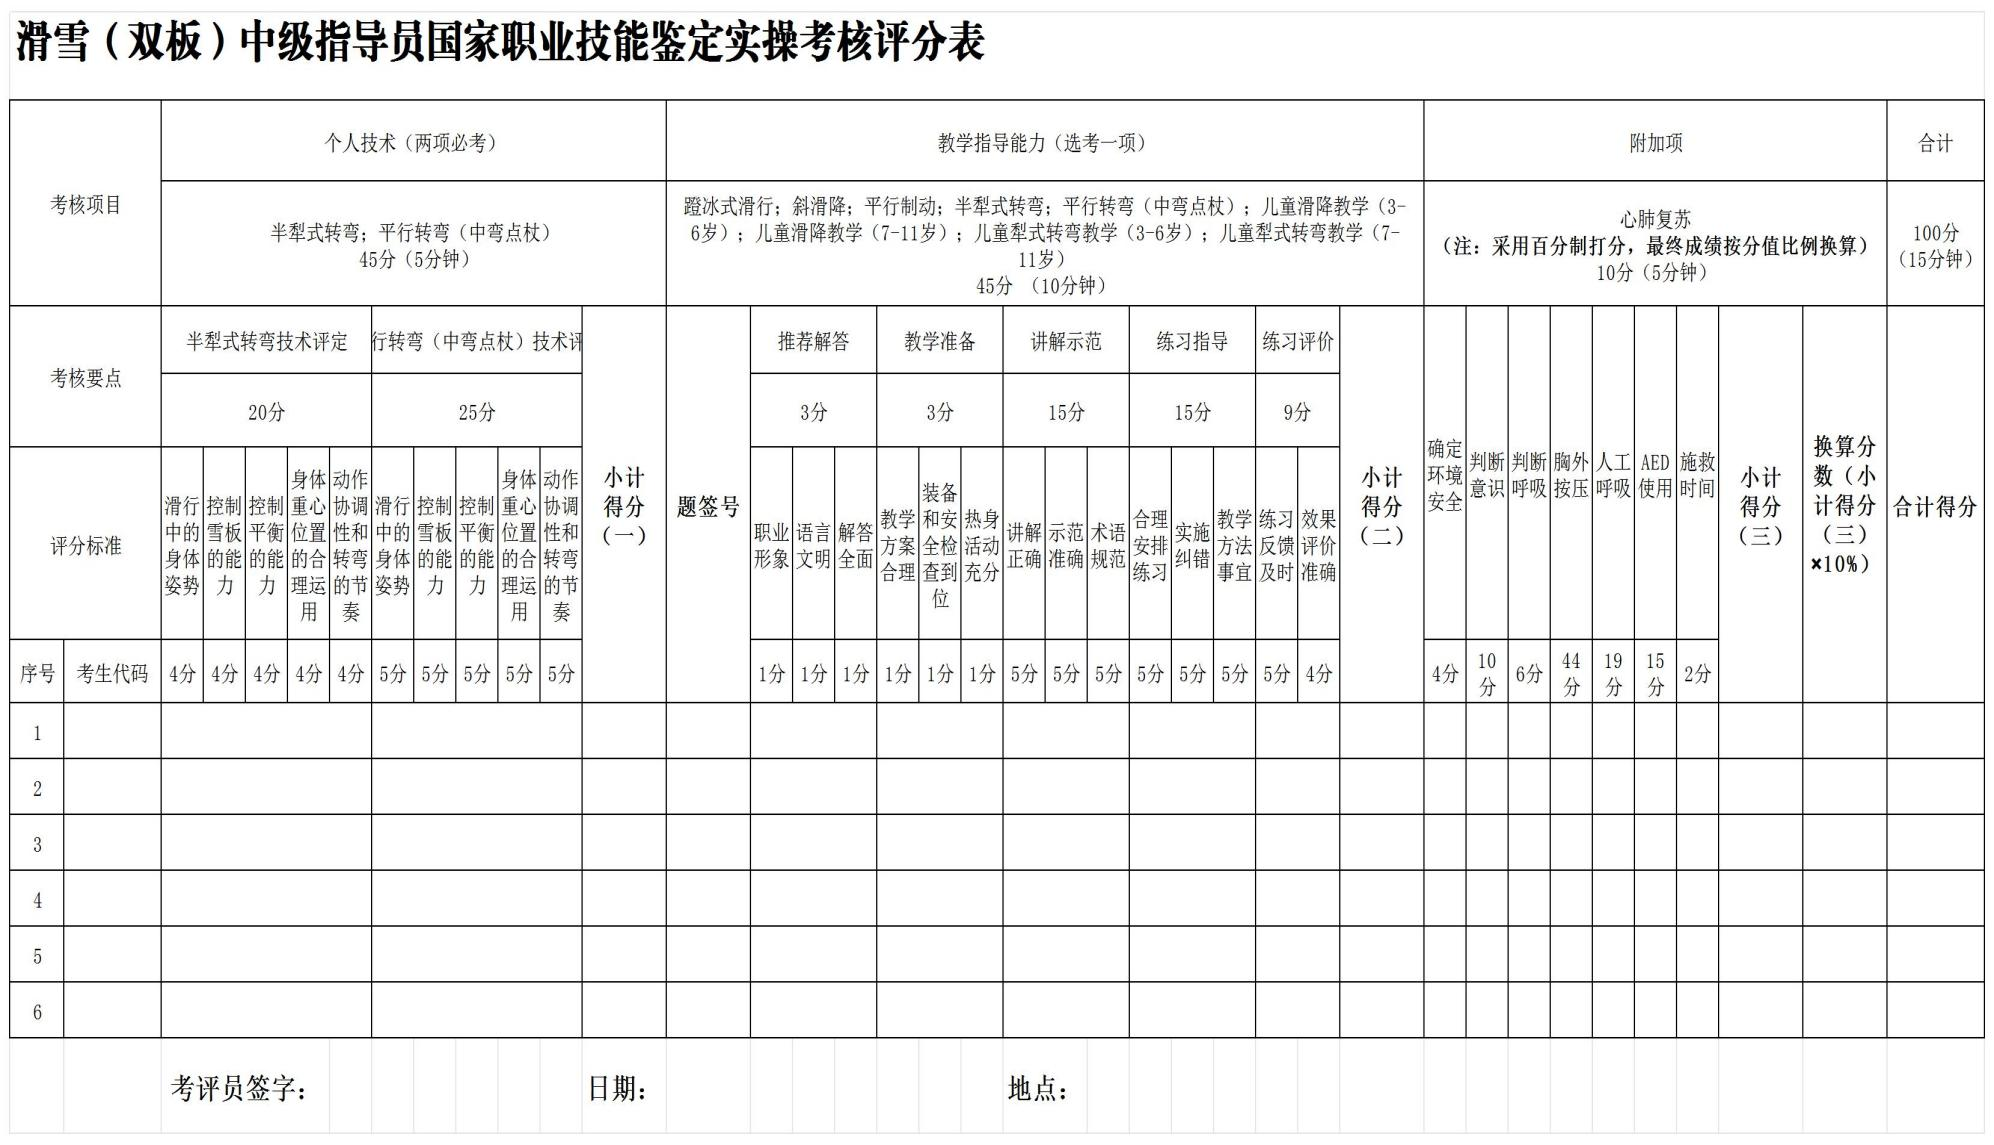 滑雪（双板）中级指导员国家职业技能鉴定实操考核评分表
考核项目
个人技术（两项必考）
教学指导能力（选考一项）
附加项
合计
半犁式转弯；平行转弯（中弯点杖）
45分（5分钟）
蹬冰式滑行；斜滑降；平行制动；半犁式转弯；平行转弯（中弯点杖）；儿童滑降教学（3-
6岁）；儿童滑降教学（7-11岁）；儿童犁式转弯教学（3-6岁）；儿童犁式转弯教学（7-
11岁）
45分 （10分钟）
心肺复苏
（注：采用百分制打分，最终成绩按分值比例换算）
10分（5分钟）
100分
（15分钟）
考核要点
半犁式转弯技术评定
行转弯（中弯点杖）技术评
小计
得分
（一）
题签号
推荐解答
教学准备
讲解示范
练习指导
练习评价
小计
得分
（二）
20分
25分
3分
3分
15分
15分
9分
确定
环境
安全
判断
意识
判断
呼吸
胸外
按压
人工
呼吸
AED
使用
施救
时间
小计
得分
（三）
换算分
数（小
计得分
（三）
×10%）
合计得分
评分标准
滑行
中的
身体
姿势
控制
雪板
的能
力
控制
平衡
的能
力
身体
重心
位置
的合
理运
用
动作
协调
性和
转弯
的节
奏
滑行
中的
身体
姿势
控制
雪板
的能
力
控制
平衡
的能
力
身体
重心
位置
的合
理运
用
动作
协调
性和
转弯
的节
奏
职业
形象
语言
文明
解答
全面
教学
方案
合理
装备
和安
全检
查到
位
热身
活动
充分
讲解
正确
示范
准确
术语
规范
合理
安排
练习
实施
纠错
教学
方法
事宜
练习
反馈
及时
效果
评价
准确
序号
考生代码
4分
4分
4分
4分
4分
5分
5分
5分
5分
5分
1分
1分
1分
1分
1分
1分
5分
5分
5分
5分
5分
5分
5分
4分
4分
10
分
6分
44
分
19
分
15
分
2分
1
2
3
4
5
6
考评员签字：
日期：
地点：